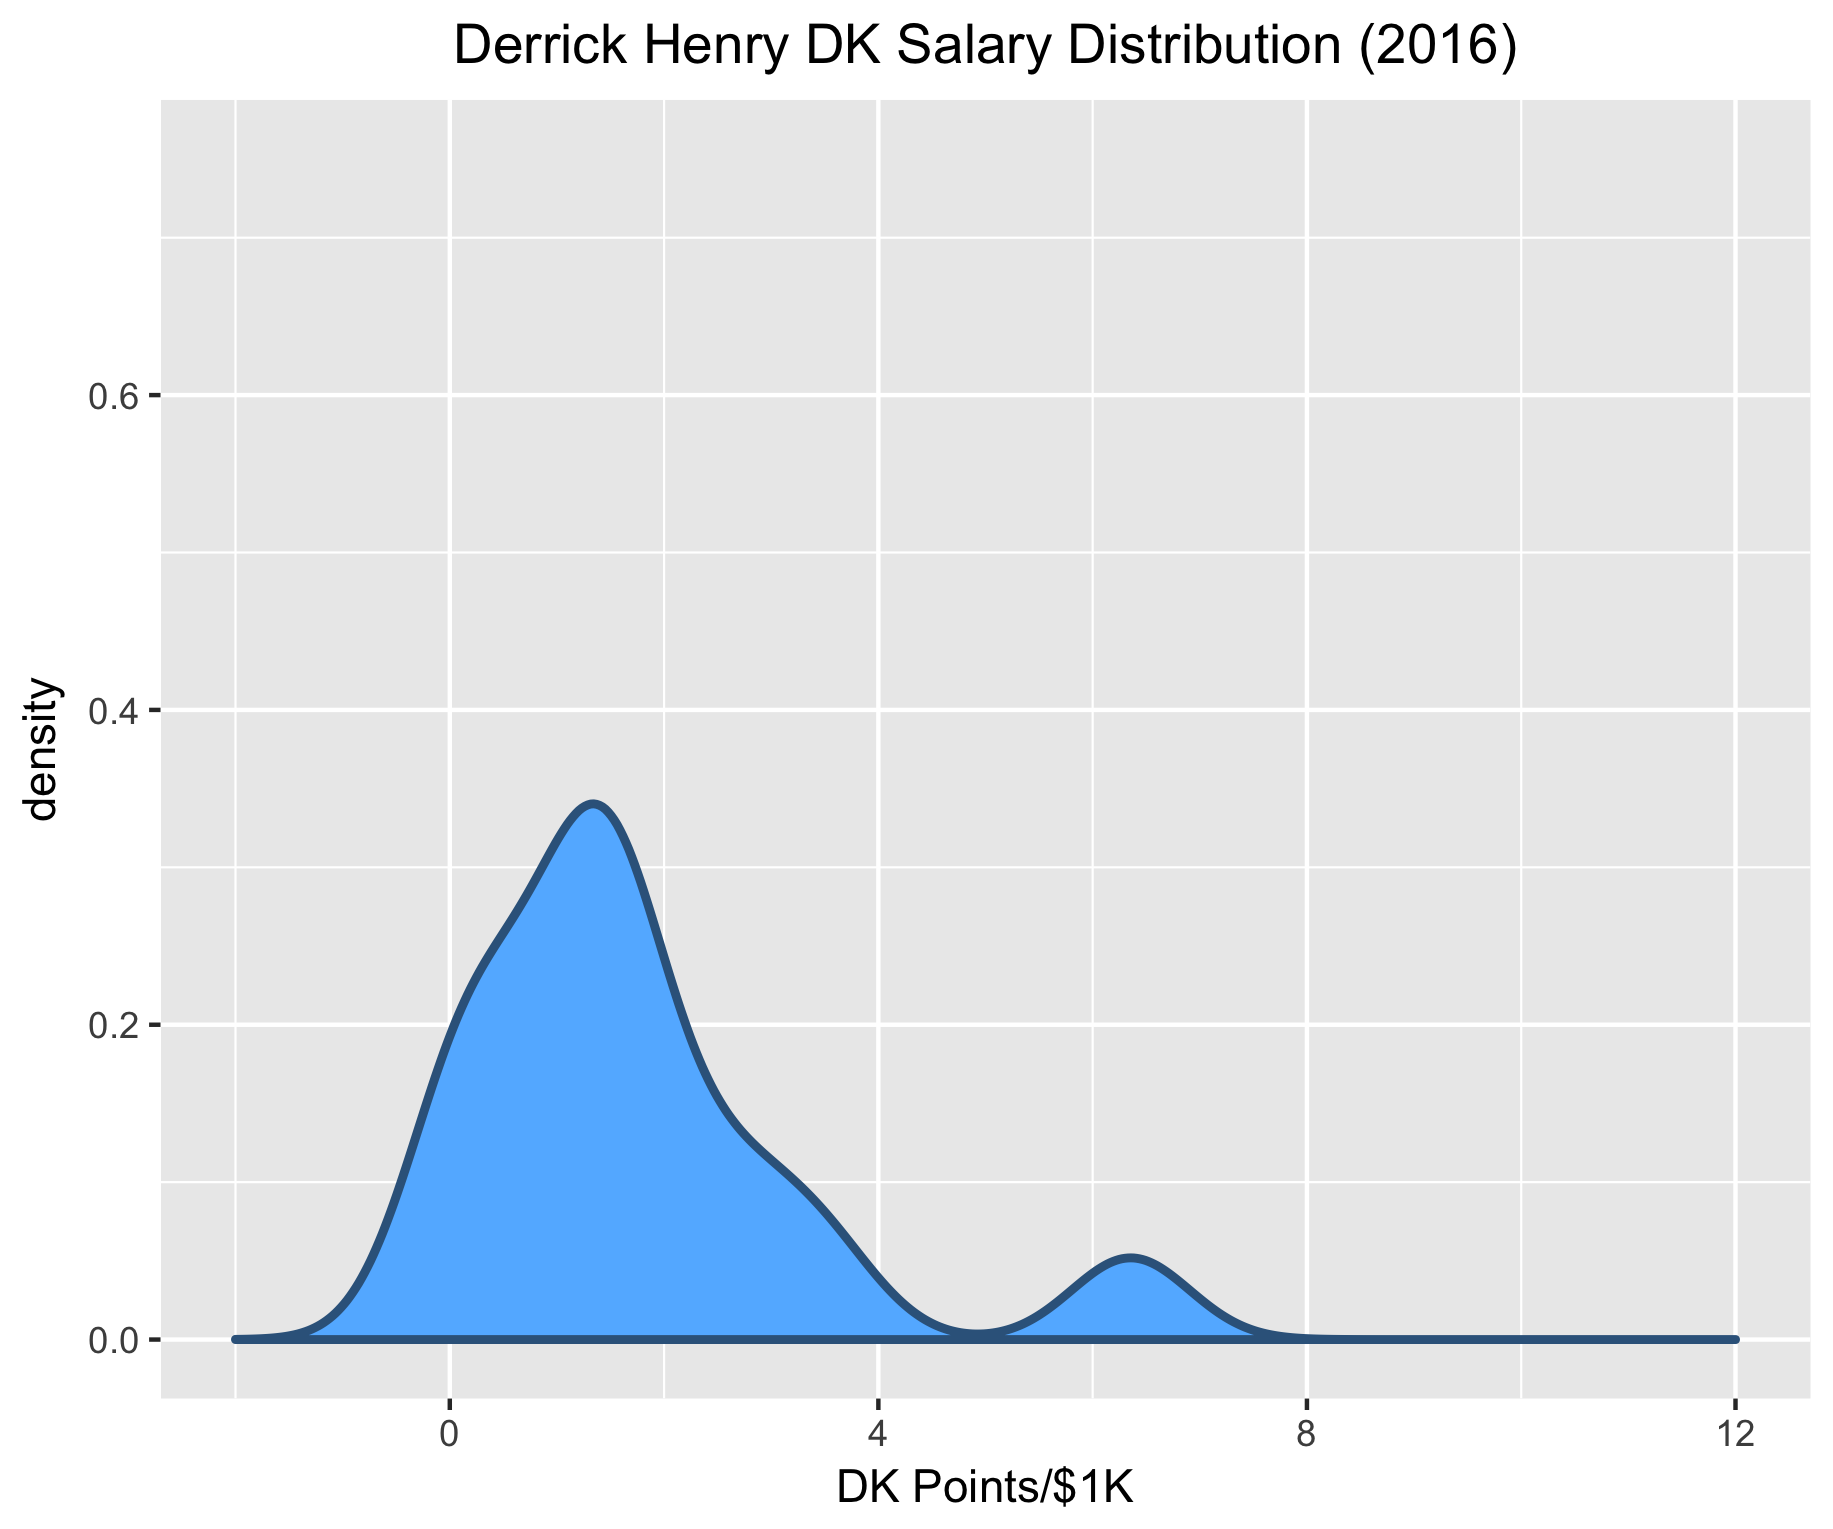 Derrick Henry DK Salary Distribution (2016)
density
0.6
0.4
0.2
0.0
0 4 8 12
DK Points/$1K